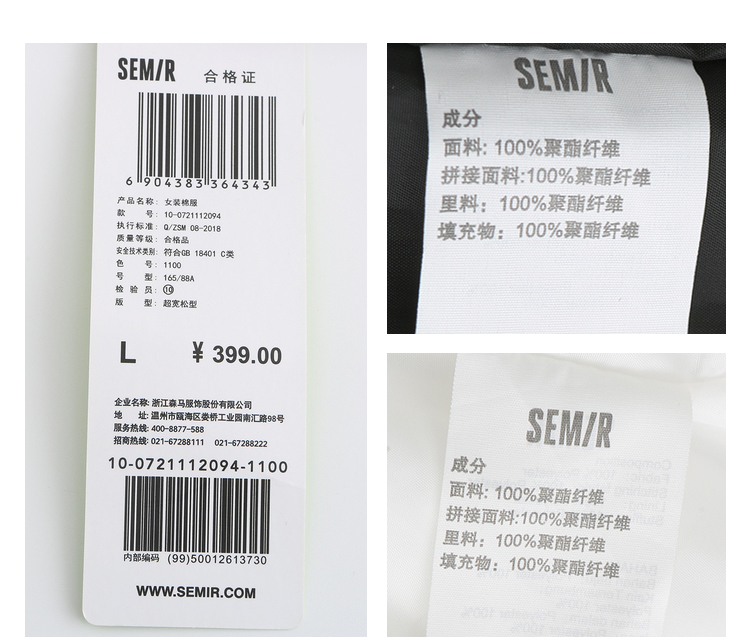 SEMIR 合格证
6 904383 364343
产品名称: 女装棉服
款 号: 10-0721112094
执行标准: Q/ZSM 08-2018
质量等级: 合格品
安全技术类别: 符合GB 18401 C类
色 号: 1100
号 型: 165/88A
检 验 员: ⑩
版 型: 超宽松型
L ¥ 399.00
企业名称: 浙江森马服饰股份有限公司
地 址: 温州市瓯海区娄桥工业园南汇路98号
服务热线: 400-8877-588
招商热线: 021-67288111 021-67288222
10-0721112094-1100
内部编码 (99)50012613730
WWW.SEMIR.COM
SEMIR
成分
面料: 100%聚酯纤维
拼接面料:100%聚酯纤维
里料: 100%聚酯纤维
填充物: 100%聚酯纤维
SEMIR
成分
面料: 100%聚酯纤维
拼接面料:100%聚酯纤维
里料: 100%聚酯纤维
填充物: 100%聚酯纤维